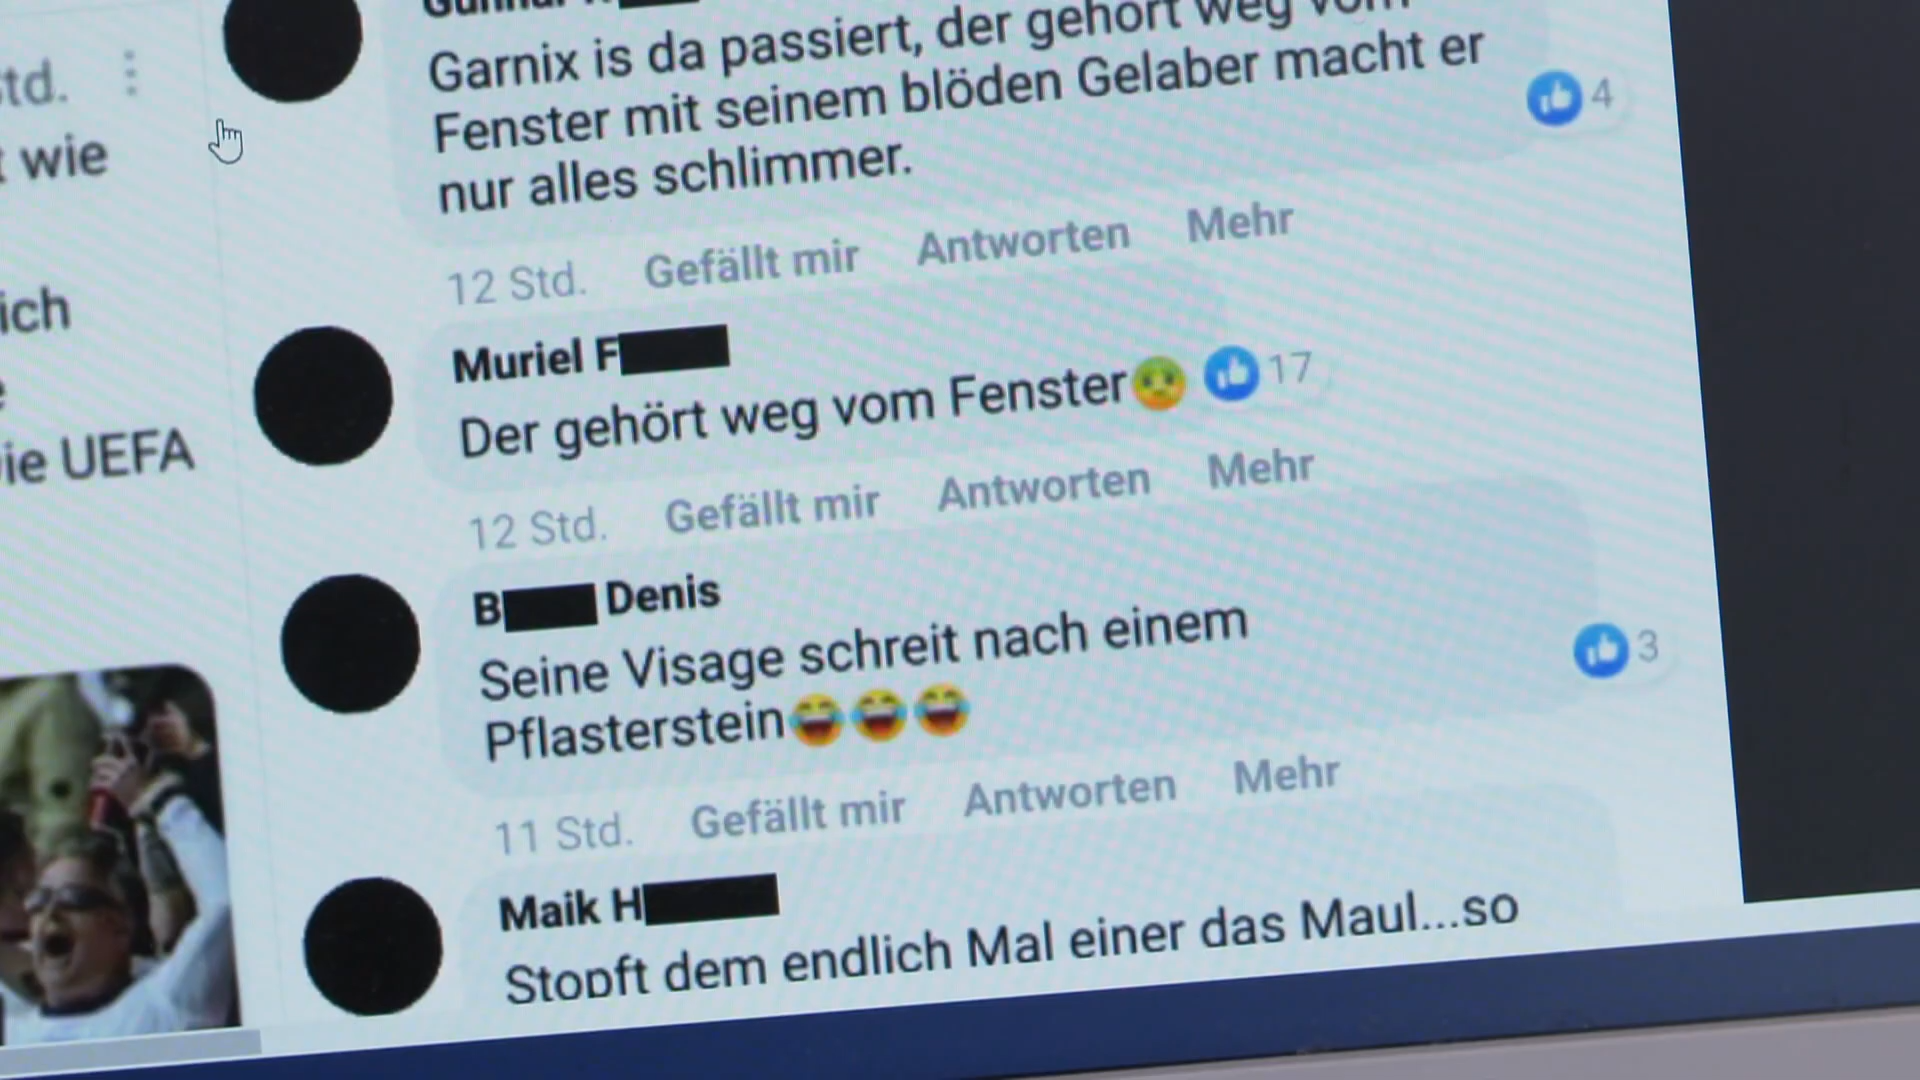 Std.
wie
ich
die UEFA
Garnix is da passiert, der gehört weg vom
Fenster mit seinem blöden Gelaber macht er
nur alles schlimmer.
4
12 Std. Gefällt mir Antworten Mehr
Muriel F
Der gehört weg vom Fenster🤢 17
12 Std. Gefällt mir Antworten Mehr
B Denis
Seine Visage schreit nach einem
Pflasterstein😂😂😂
3
11 Std. Gefällt mir Antworten Mehr
Maik H
Stopft dem endlich Mal einer das Maul...so